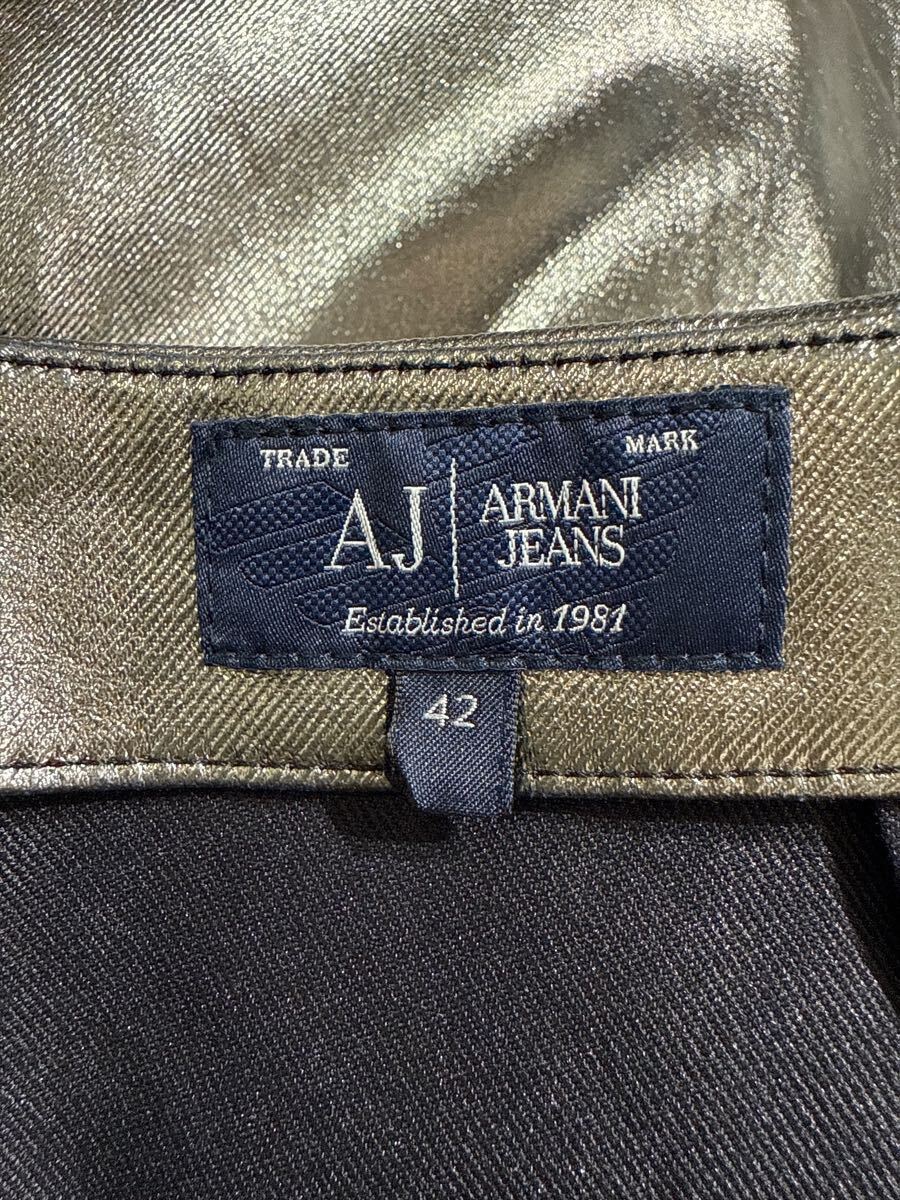 TRADE MARK
AJ ARMANI
JEANS
Established in 1981
42